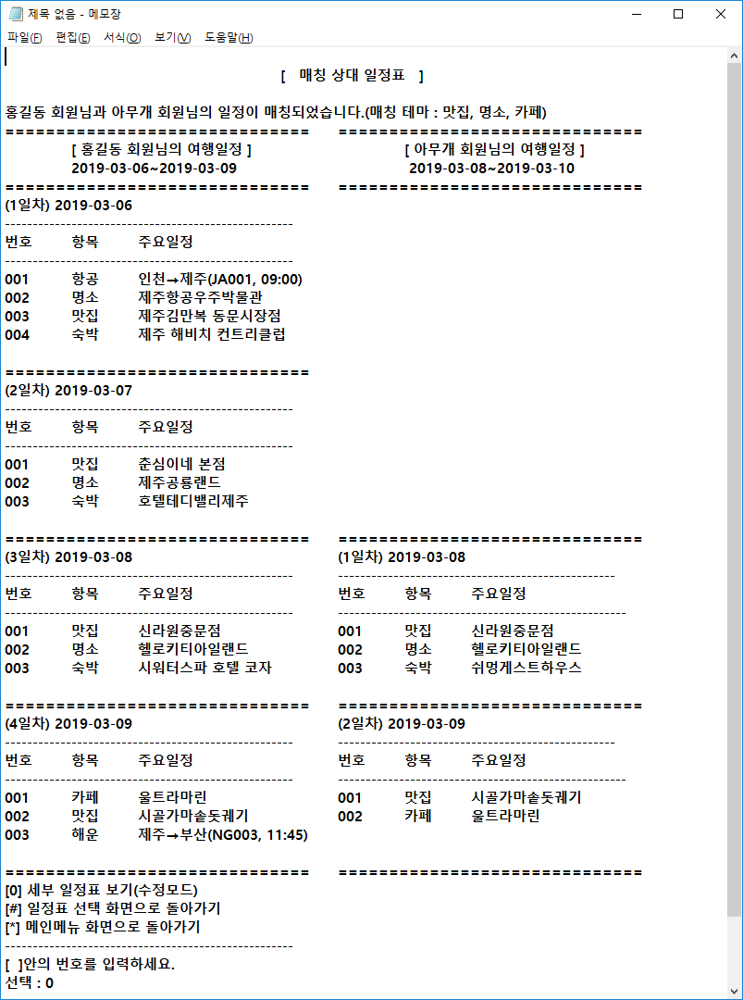 제목 없음 - 메모장
파일(F) 편집(E) 서식(O) 보기(V) 도움말(H)
[ 매칭 상대 일정표 ]
홍길동 회원님과 아무개 회원님의 일정이 매칭되었습니다.(매칭 테마 : 맛집, 명소, 카페)
============================== ==============================
[ 홍길동 회원님의 여행일정 ] [ 아무개 회원님의 여행일정 ]
2019-03-06~2019-03-09 2019-03-08~2019-03-10
============================== ==============================
(1일차) 2019-03-06
----------------------------------------------------
번호 항목 주요일정
----------------------------------------------------
001 항공 인천→제주(JA001, 09:00)
002 명소 제주항공우주박물관
003 맛집 제주김만복 동문시장점
004 숙박 제주 해비치 컨트리클럽
==============================
(2일차) 2019-03-07
----------------------------------------------------
번호 항목 주요일정
----------------------------------------------------
001 맛집 춘심이네 본점
002 명소 제주공룡랜드
003 숙박 호텔테디밸리제주
============================== ==============================
(3일차) 2019-03-08 (1일차) 2019-03-08
---------------------------------------------------- --------------------------------------------------
번호 항목 주요일정 번호 항목 주요일정
---------------------------------------------------- ----------------------------------------------------
001 맛집 신라원중문점 001 맛집 신라원중문점
002 명소 헬로키티아일랜드 002 명소 헬로키티아일랜드
003 숙박 시워터스파 호텔 코자 003 숙박 쉬멍게스트하우스
============================== ==============================
(4일차) 2019-03-09 (2일차) 2019-03-09
---------------------------------------------------- --------------------------------------------------
번호 항목 주요일정 번호 항목 주요일정
---------------------------------------------------- ----------------------------------------------------
001 카페 울트라마린 001 맛집 시골가마솥돗궤기
002 맛집 시골가마솥돗궤기 002 카페 울트라마린
003 해운 제주→부산(NG003, 11:45)
============================== ==============================
[0] 세부 일정표 보기(수정모드)
[#] 일정표 선택 화면으로 돌아가기
[*] 메인메뉴 화면으로 돌아가기
----------------------------------------------------
[ ]안의 번호를 입력하세요.
선택 : 0